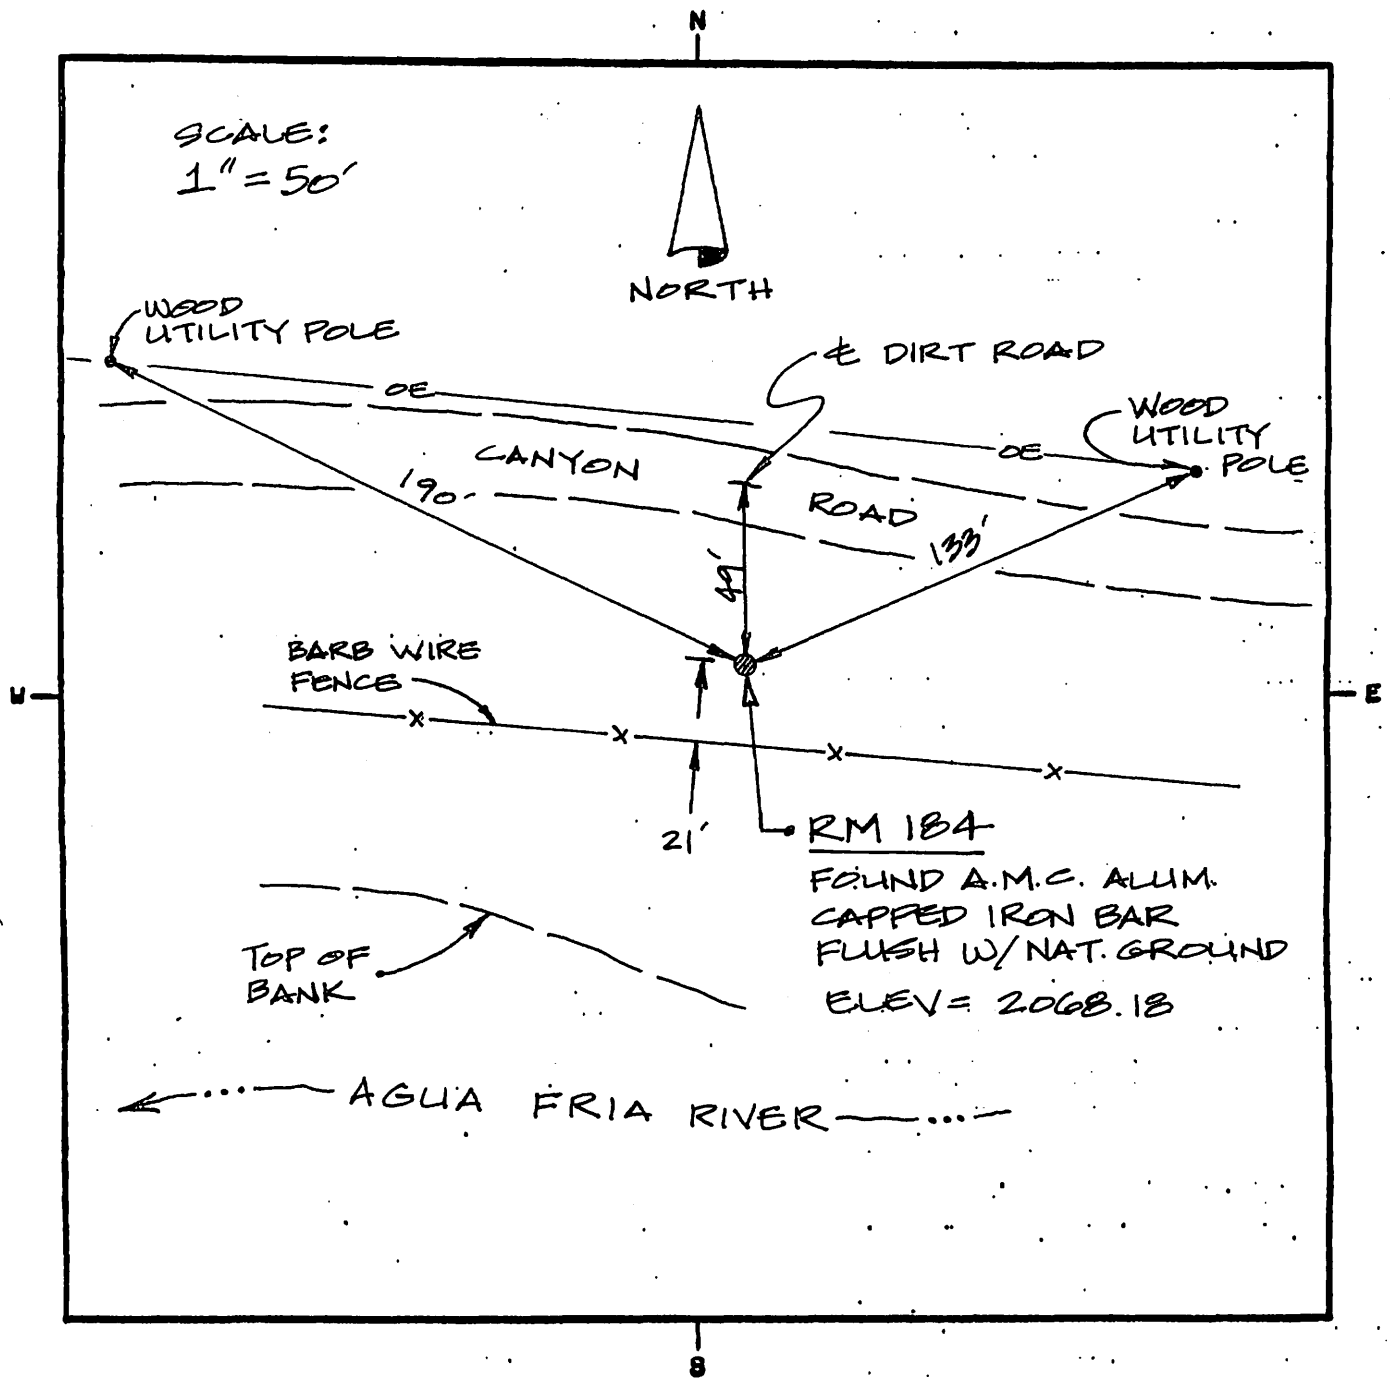 N
SCALE:
1" = 50'
NORTH
WOOD
UTILITY POLE
℄ DIRT ROAD
OE
WOOD
UTILITY
POLE
OE
CANYON
ROAD
190'
133'
49'
BARB WIRE
FENCE
W
E
21'
RM 184
FOUND A.M.C. ALUM.
CAPPED IRON BAR
FLUSH W/ NAT. GROUND
ELEV = 2068.18
TOP OF
BANK
AGUA FRIA RIVER
S